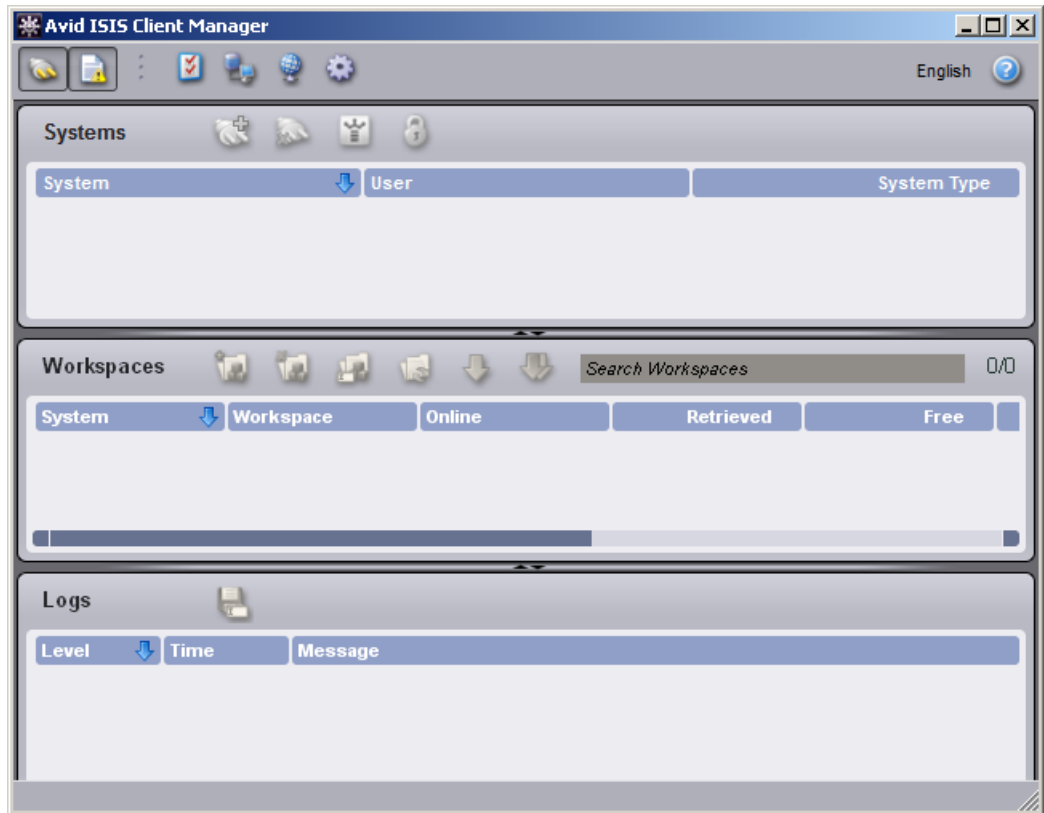 Avid ISIS Client Manager
English
Systems
System User System Type
Workspaces Search Workspaces 0/0
System Workspace Online Retrieved Free
Logs
Level Time Message